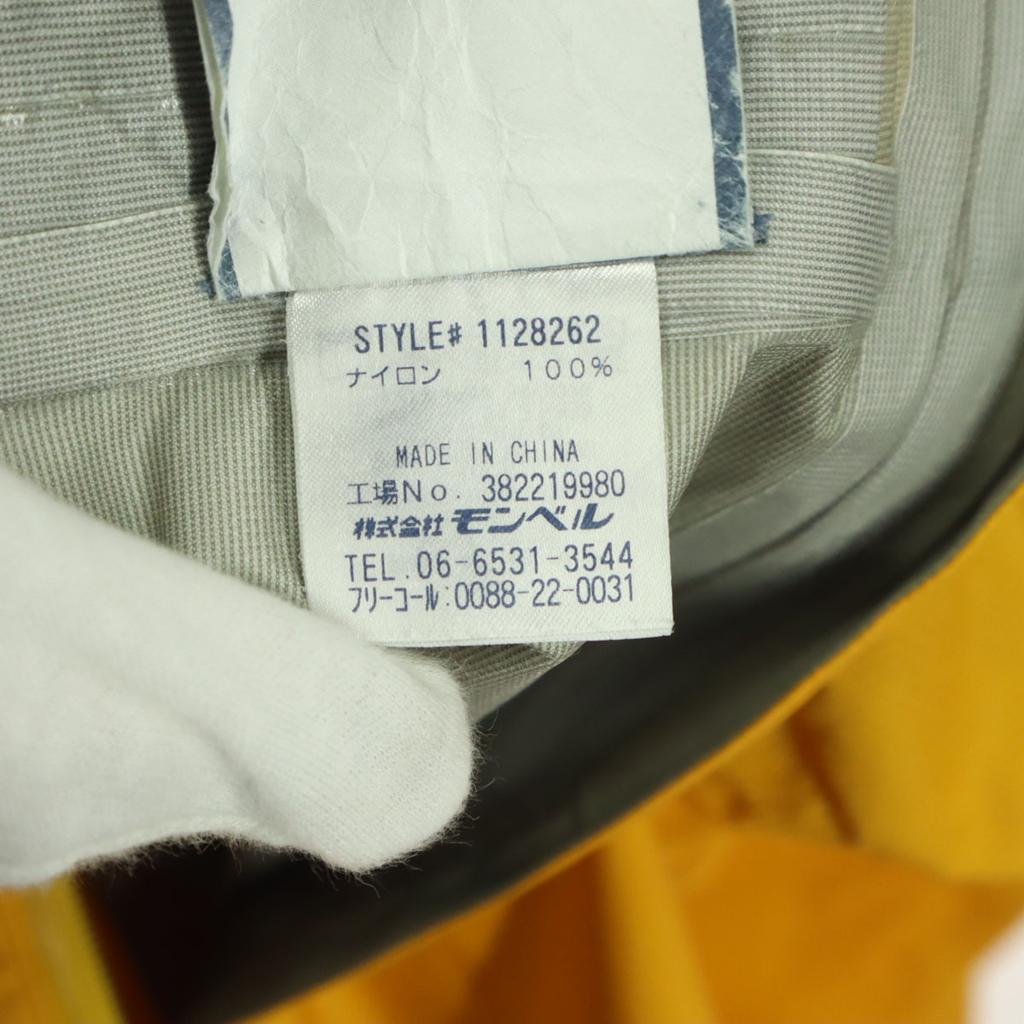 STYLE# 1128262
ナイロン 100%
MADE IN CHINA
工場No. 382219980
株式会社 モンベル
TEL.06-6531-3544
フリーコール:0088-22-0031